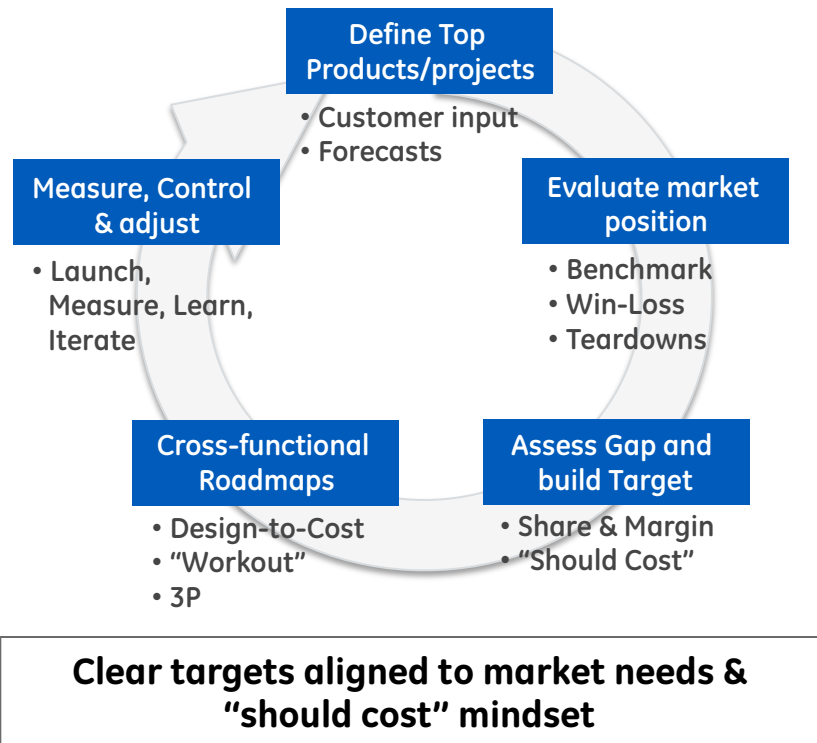 Define Top
Products/projects
• Customer input
• Forecasts
Evaluate market
position
• Benchmark
• Win-Loss
• Teardowns
Assess Gap and
build Target
• Share & Margin
• “Should Cost”
Cross-functional
Roadmaps
• Design-to-Cost
• “Workout”
• 3P
Measure, Control
& adjust
• Launch,
Measure, Learn,
Iterate
Clear targets aligned to market needs &
“should cost” mindset